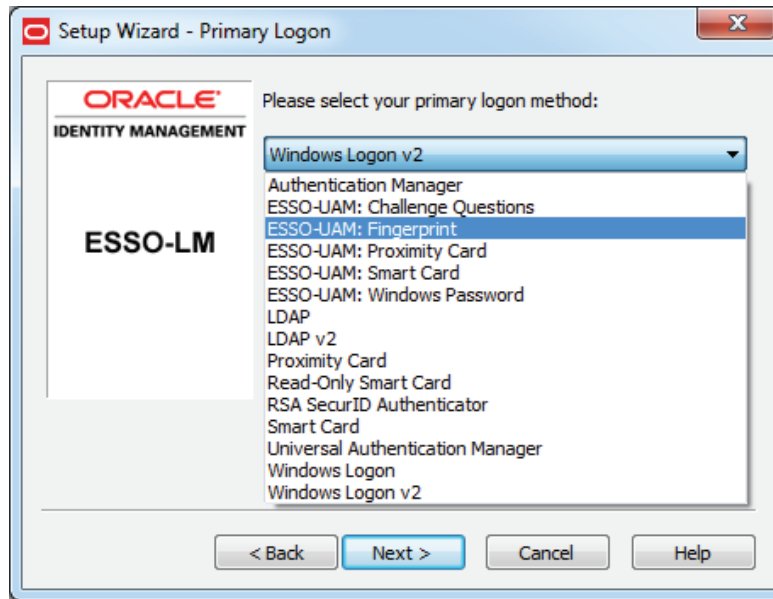 Setup Wizard - Primary Logon
ORACLE
IDENTITY MANAGEMENT
ESSO-LM
Please select your primary logon method:
Windows Logon v2
Authentication Manager
ESSO-UAM: Challenge Questions
ESSO-UAM: Fingerprint
ESSO-UAM: Proximity Card
ESSO-UAM: Smart Card
ESSO-UAM: Windows Password
LDAP
LDAP v2
Proximity Card
Read-Only Smart Card
RSA SecurID Authenticator
Smart Card
Universal Authentication Manager
Windows Logon
Windows Logon v2
< Back
Next >
Cancel
Help